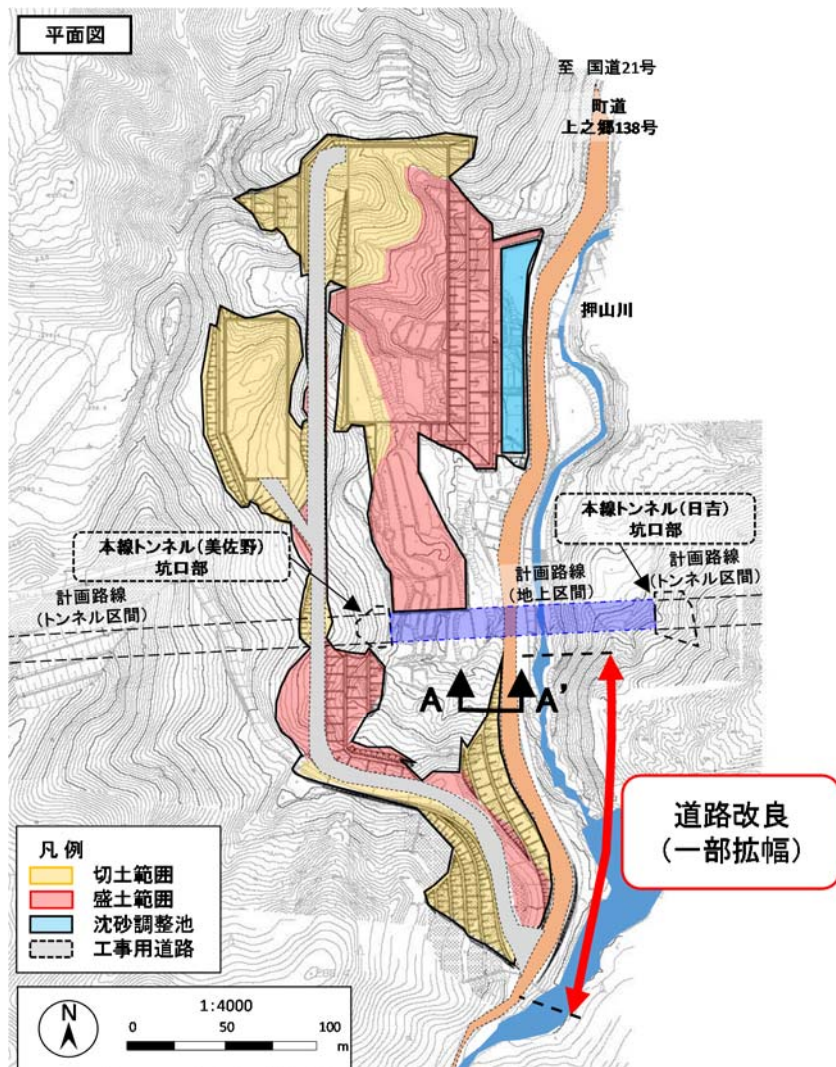 平面図
至 国道21号
町道
上之郷138号
押山川
本線トンネル(美佐野)
坑口部
本線トンネル(日吉)
坑口部
計画路線
(トンネル区間)
計画路線
(地上区間)
計画路線
(トンネル区間)
A
A'
道路改良
(一部拡幅)
凡 例
切土範囲
盛土範囲
沈砂調整池
工事用道路
N
1:4000
0
50
100
m